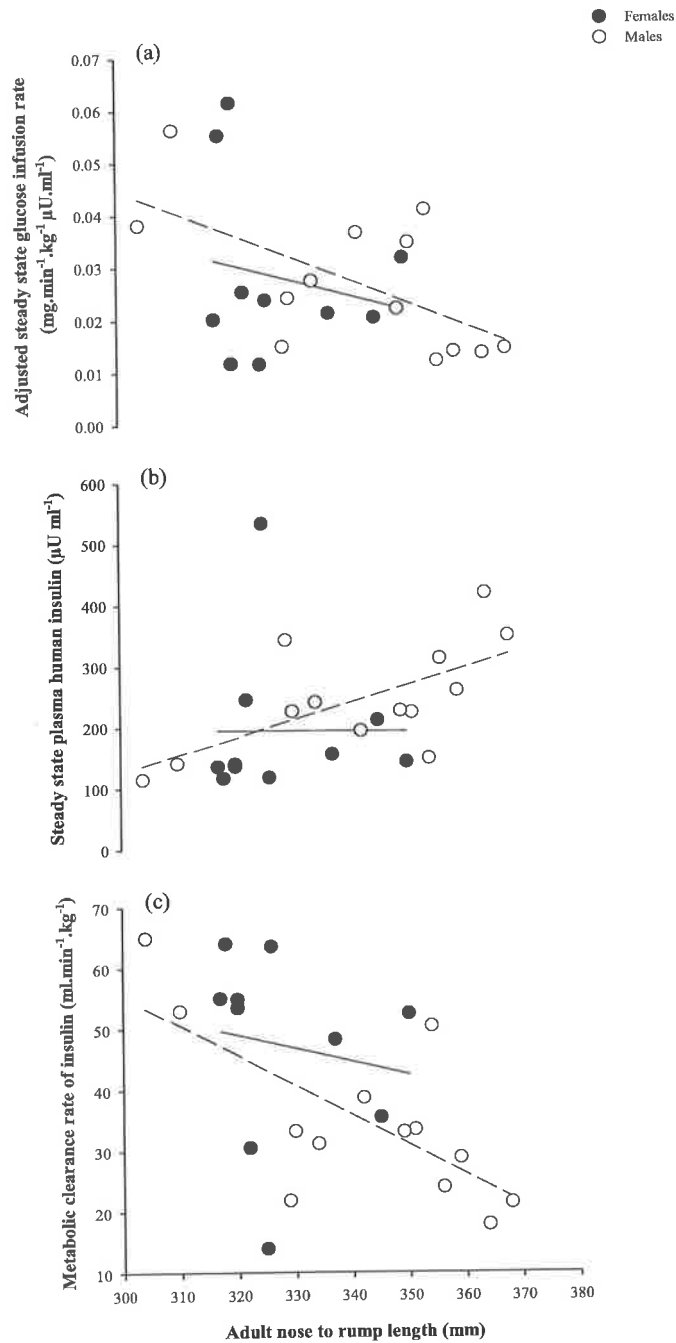 Females
Males
(a)
0.07
0.06
0.05
0.04
0.03
0.02
0.01
0.00
Adjusted steady state glucose infusion rate
(mg.min⁻¹.kg⁻¹ µU.ml⁻¹)
(b)
600
500
400
300
200
100
0
Steady state plasma human insulin (µU ml⁻¹)
(c)
70
60
50
40
30
20
10
Metabolic clearance rate of insulin (ml.min⁻¹.kg⁻¹)
300 310 320 330 340 350 360 370 380
Adult nose to rump length (mm)